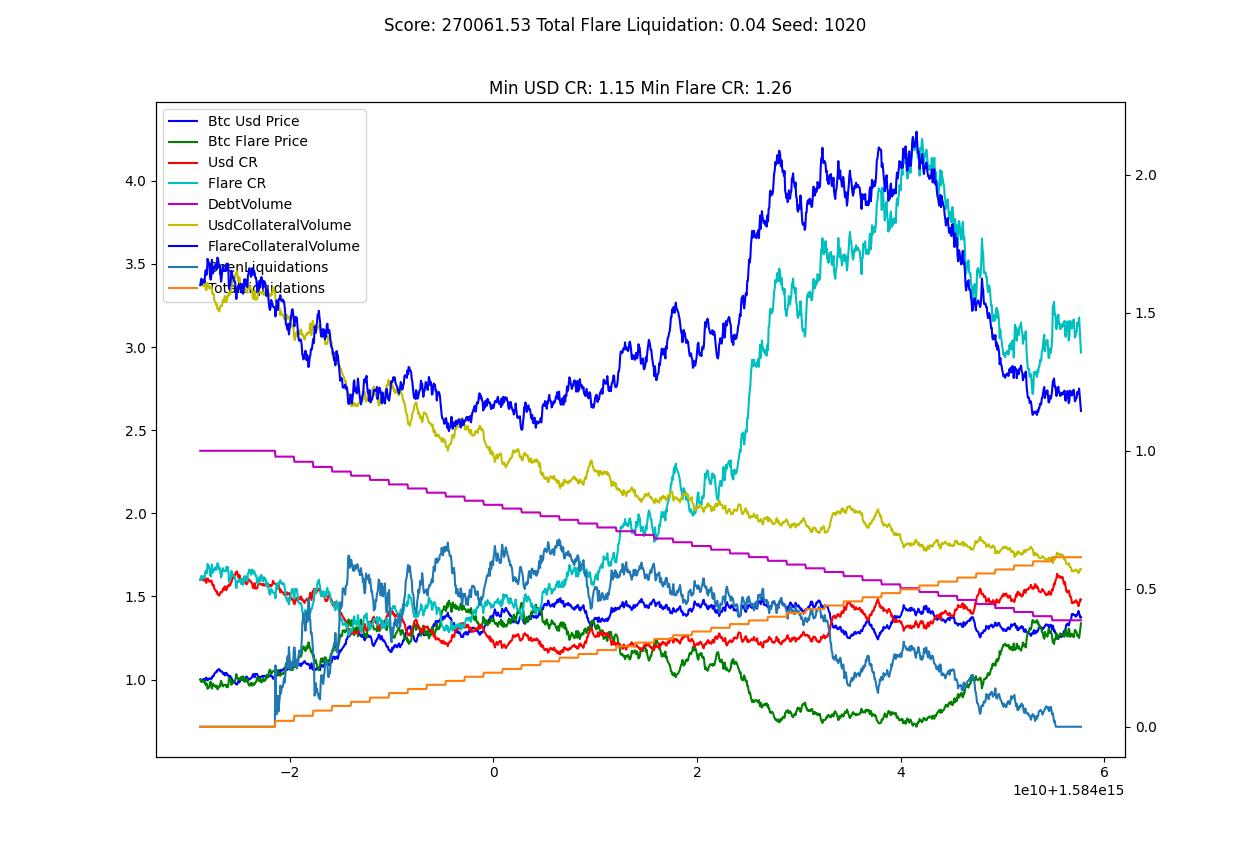 Score: 270061.53 Total Flare Liquidation: 0.04 Seed: 1020
Min USD CR: 1.15 Min Flare CR: 1.26
Btc Usd Price
Btc Flare Price
Usd CR
Flare CR
DebtVolume
UsdCollateralVolume
FlareCollateralVolume
Liquidations
4.0
3.5
3.0
2.5
2.0
1.5
1.0
2.0
1.5
1.0
0.5
0.0
−2
0
2
4
6
1e10+1.584e15